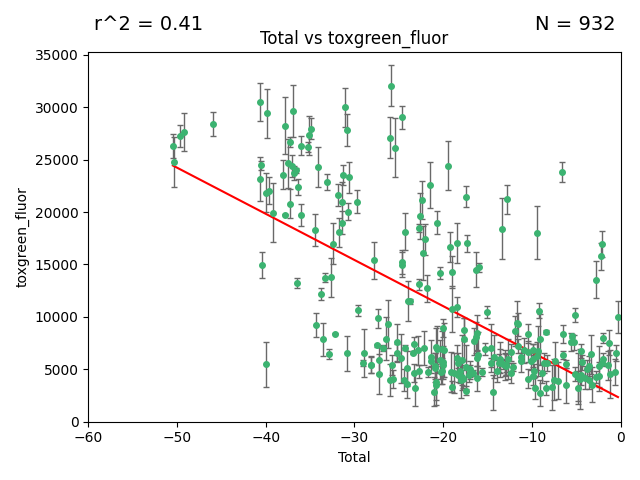 r^2 = 0.41 N = 932
Total vs toxgreen_fluor
35000
30000
25000
20000
15000
10000
5000
0
toxgreen_fluor
−60 −50 −40 −30 −20 −10 0
Total